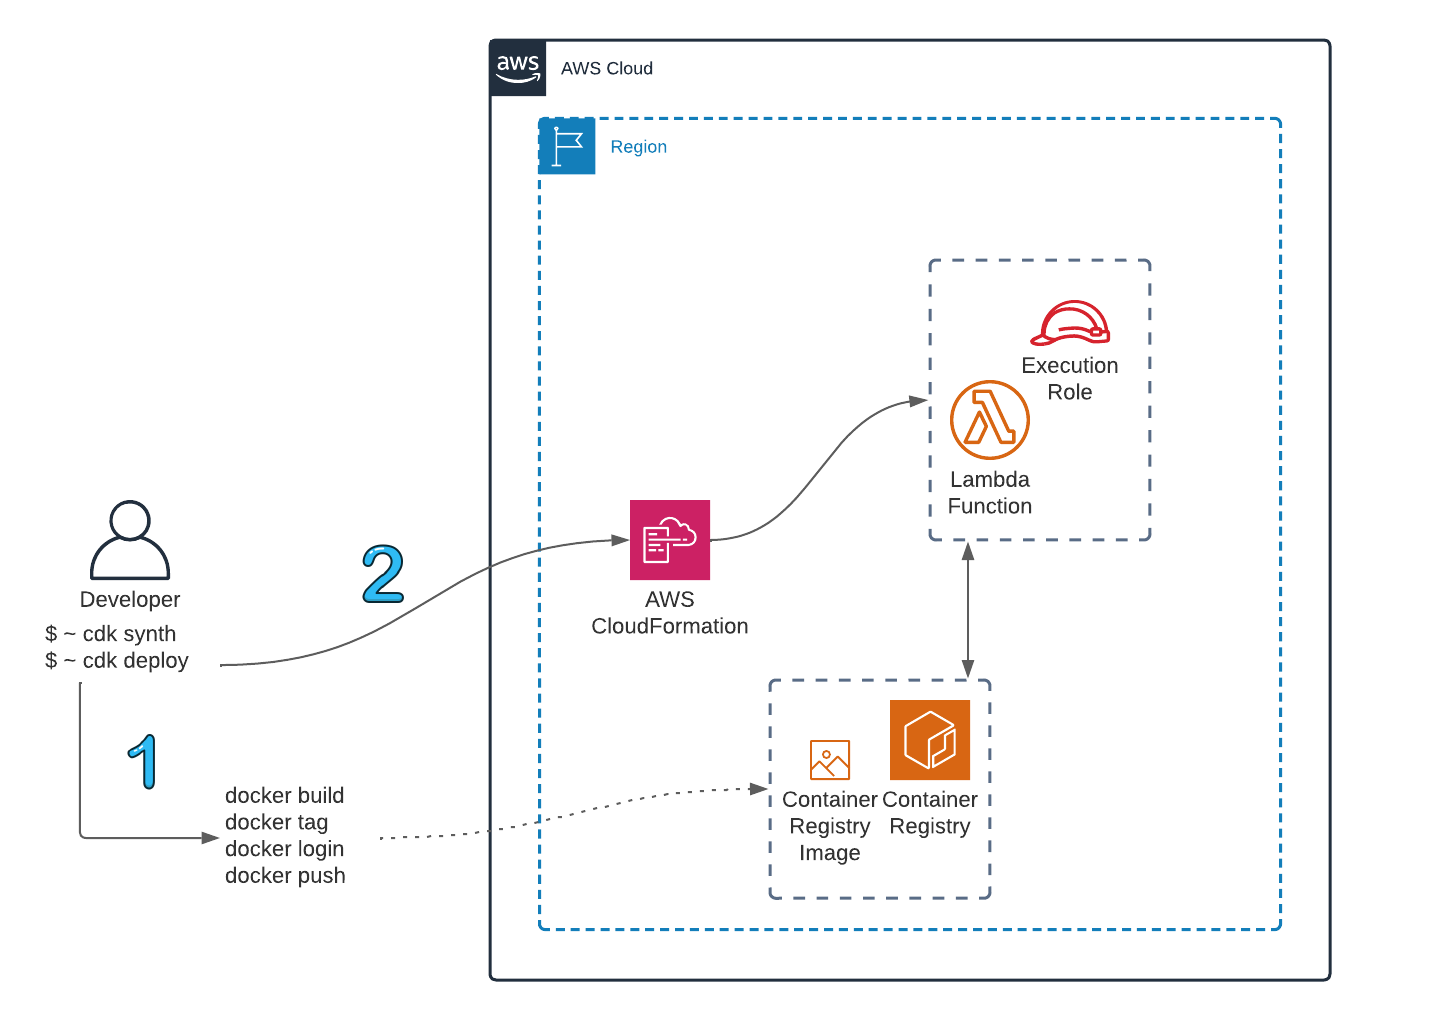 aws
AWS Cloud
Region
Execution
Role
Lambda
Function
2
AWS
CloudFormation
Developer
$ ~ cdk synth
$ ~ cdk deploy
1
docker build
docker tag
docker login
docker push
Container
Registry
Image
Container
Registry